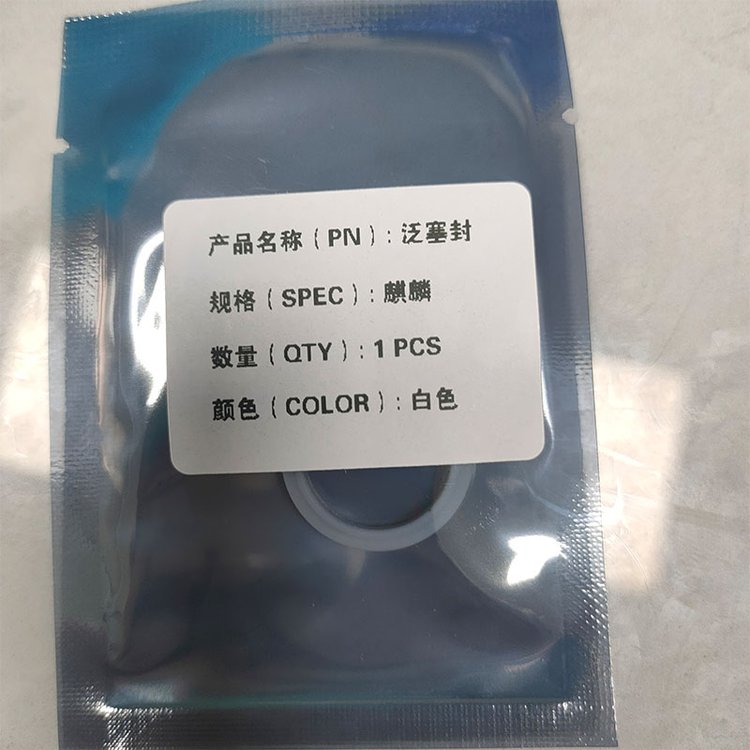 产品名称（PN）: 泛塞封
规格（SPEC）: 麒麟
数量（QTY）: 1 PCS
颜色（COLOR）: 白色